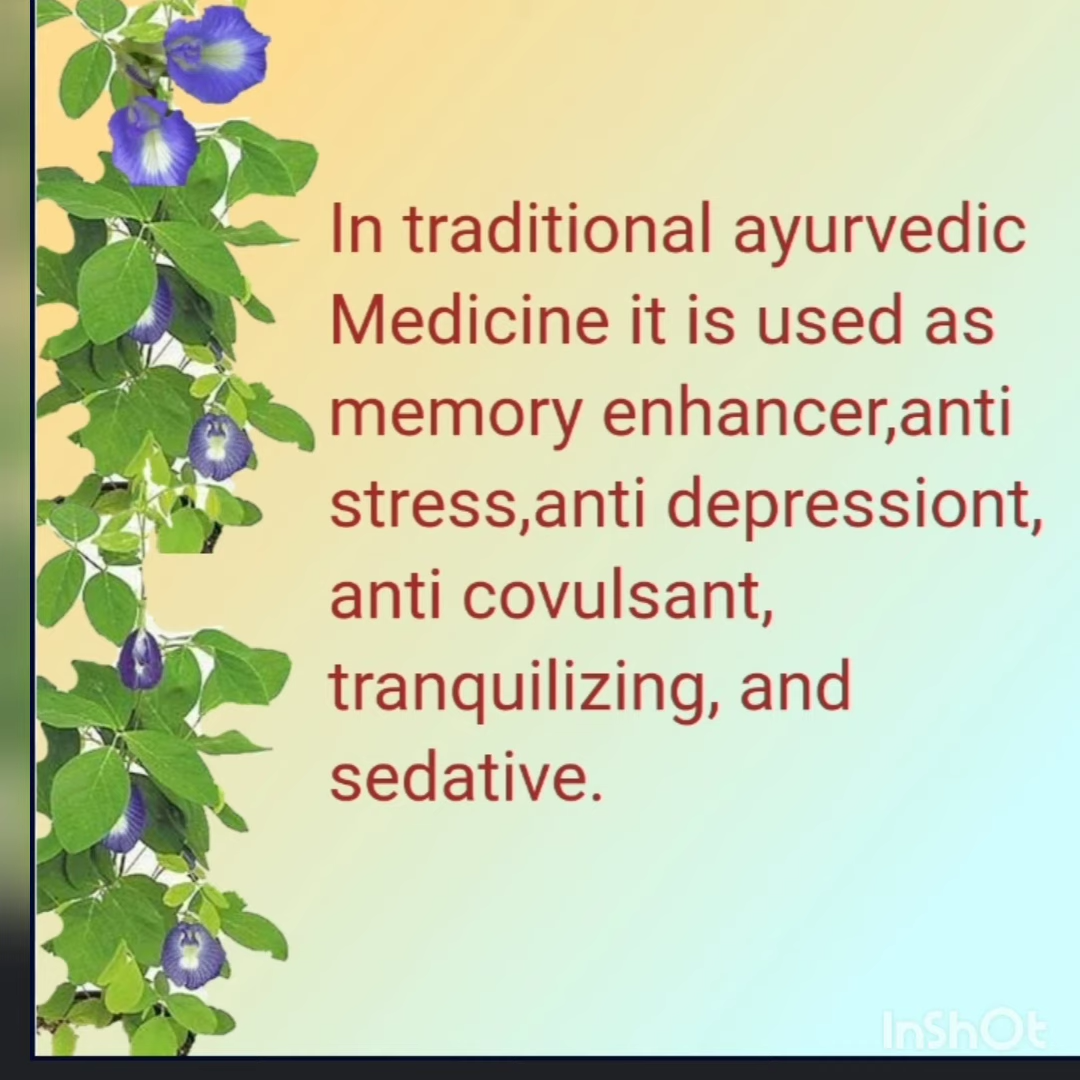 In traditional ayurvedic
Medicine it is used as
memory enhancer,anti
stress,anti depressiont,
anti covulsant,
tranquilizing, and
sedative.
InShOt